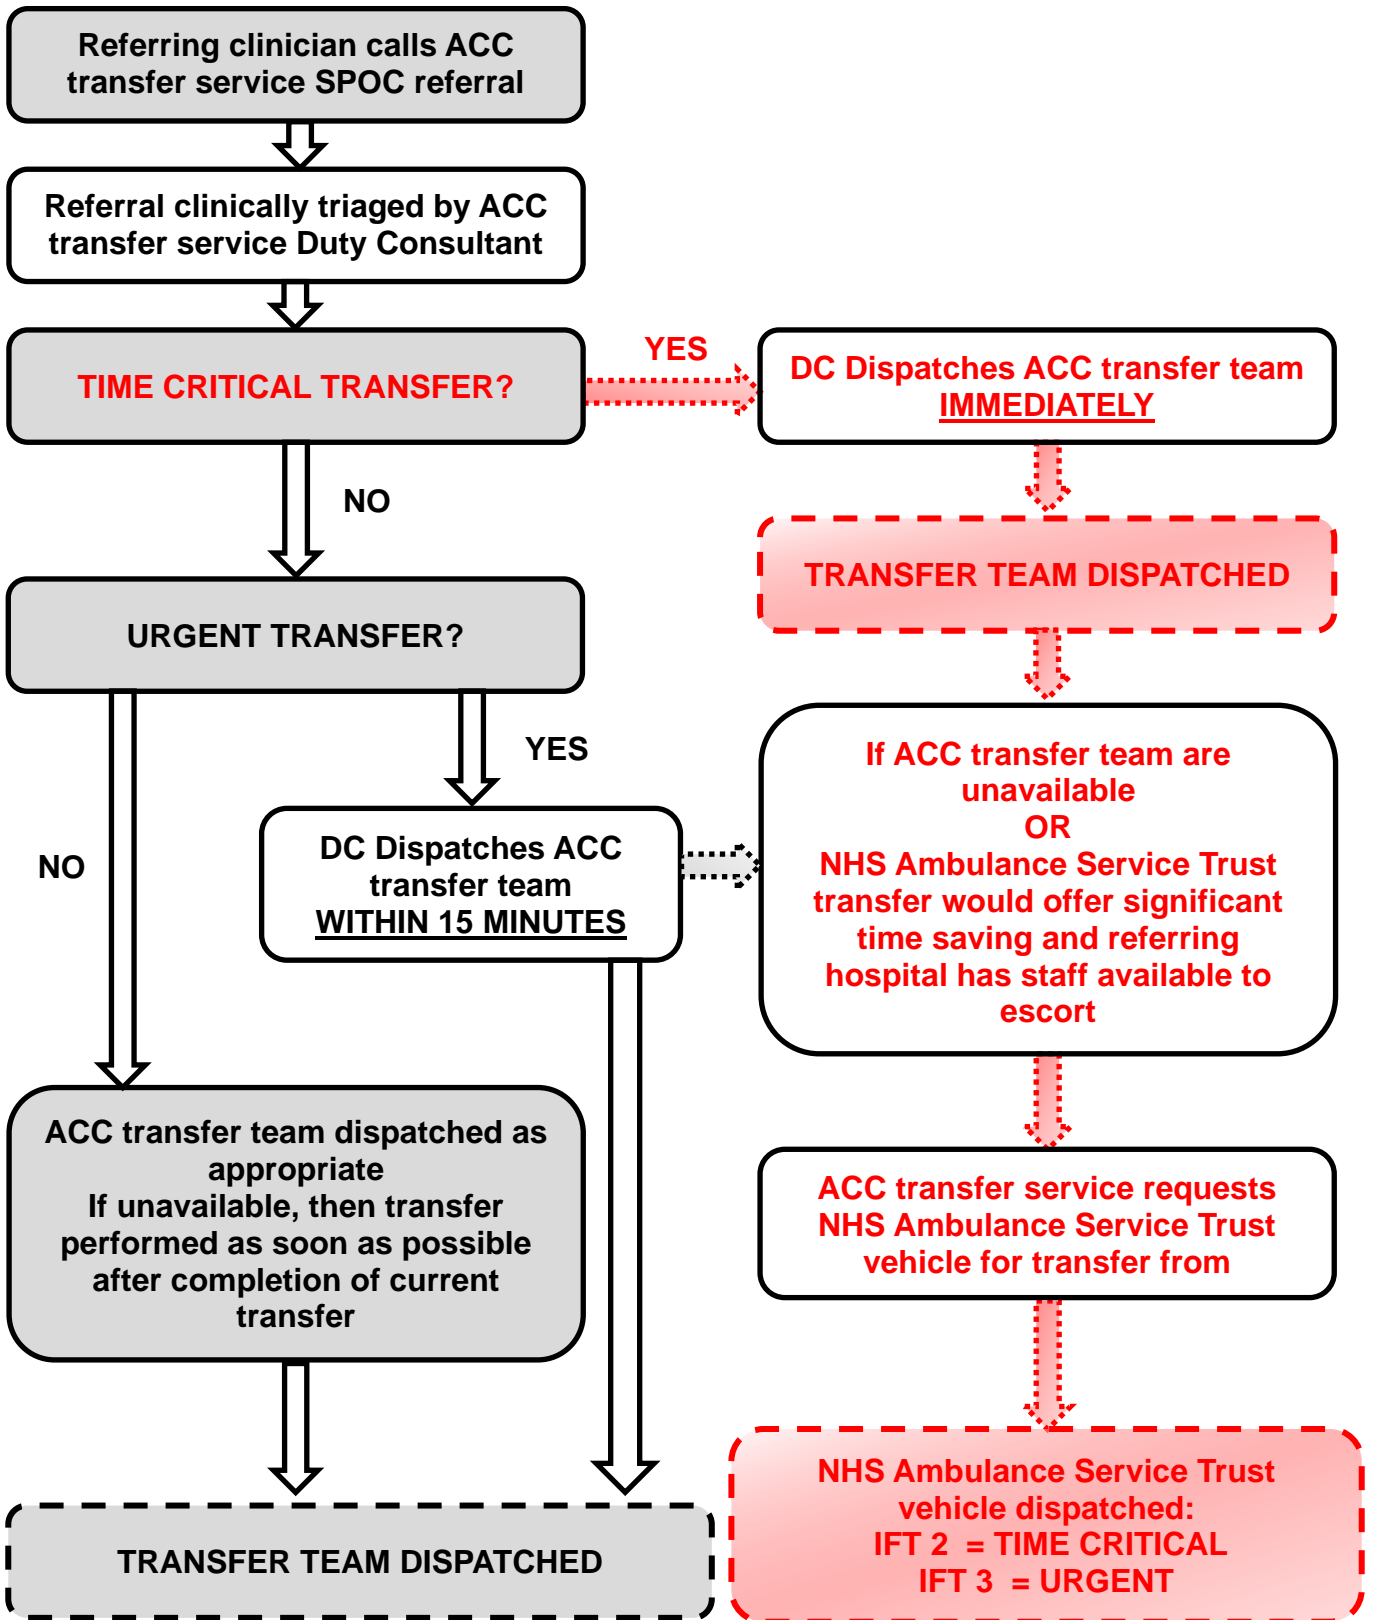 Referring clinician calls ACC
transfer service SPOC referral
Referral clinically triaged by ACC
transfer service Duty Consultant
TIME CRITICAL TRANSFER?
YES
DC Dispatches ACC transfer team
IMMEDIATELY
NO
TRANSFER TEAM DISPATCHED
URGENT TRANSFER?
YES
NO
DC Dispatches ACC
transfer team
WITHIN 15 MINUTES
If ACC transfer team are
unavailable
OR
NHS Ambulance Service Trust
transfer would offer significant
time saving and referring
hospital has staff available to
escort
ACC transfer team dispatched as
appropriate
If unavailable, then transfer
performed as soon as possible
after completion of current
transfer
ACC transfer service requests
NHS Ambulance Service Trust
vehicle for transfer from
TRANSFER TEAM DISPATCHED
NHS Ambulance Service Trust
vehicle dispatched:
IFT 2  = TIME CRITICAL
IFT 3  = URGENT